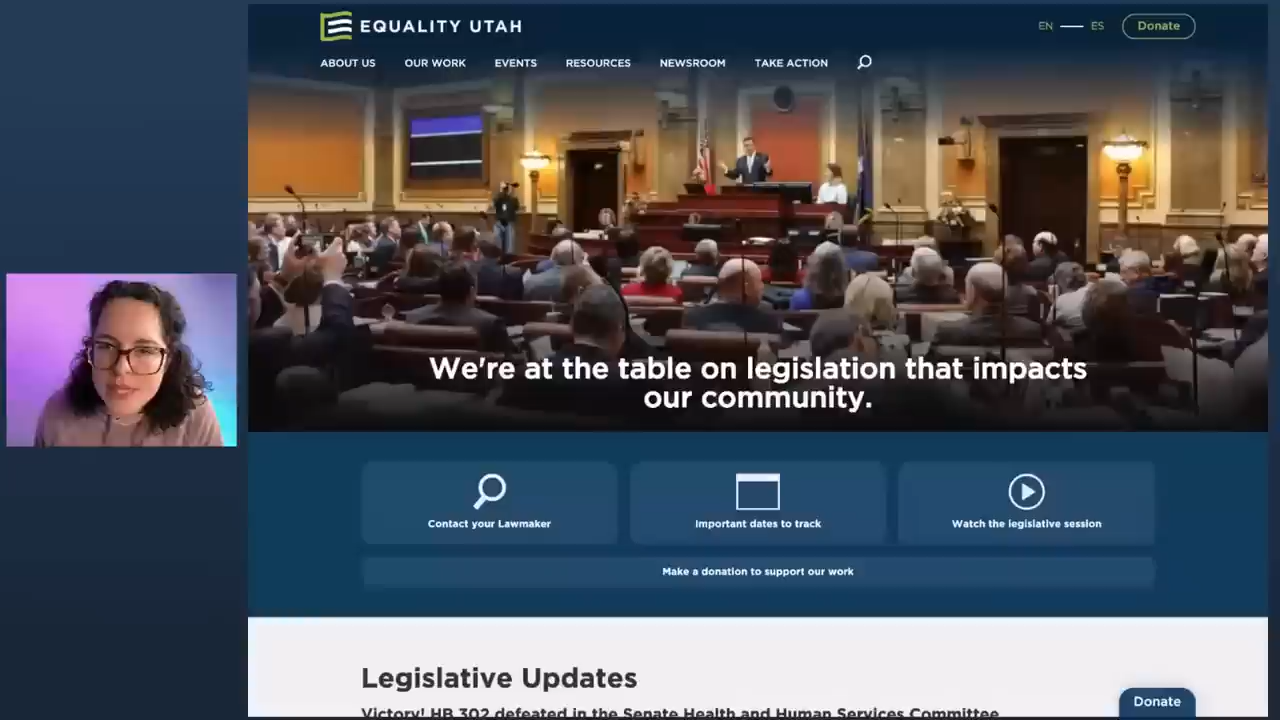 EQUALITY UTAH
EN ES Donate
ABOUT US OUR WORK EVENTS RESOURCES NEWSROOM TAKE ACTION
We're at the table on legislation that impacts
our community.
Contact your Lawmaker Important dates to track Watch the legislative session
Make a donation to support our work
Legislative Updates
Victory! HB 302 defeated in the Senate Health and Human Services Committee
Donate